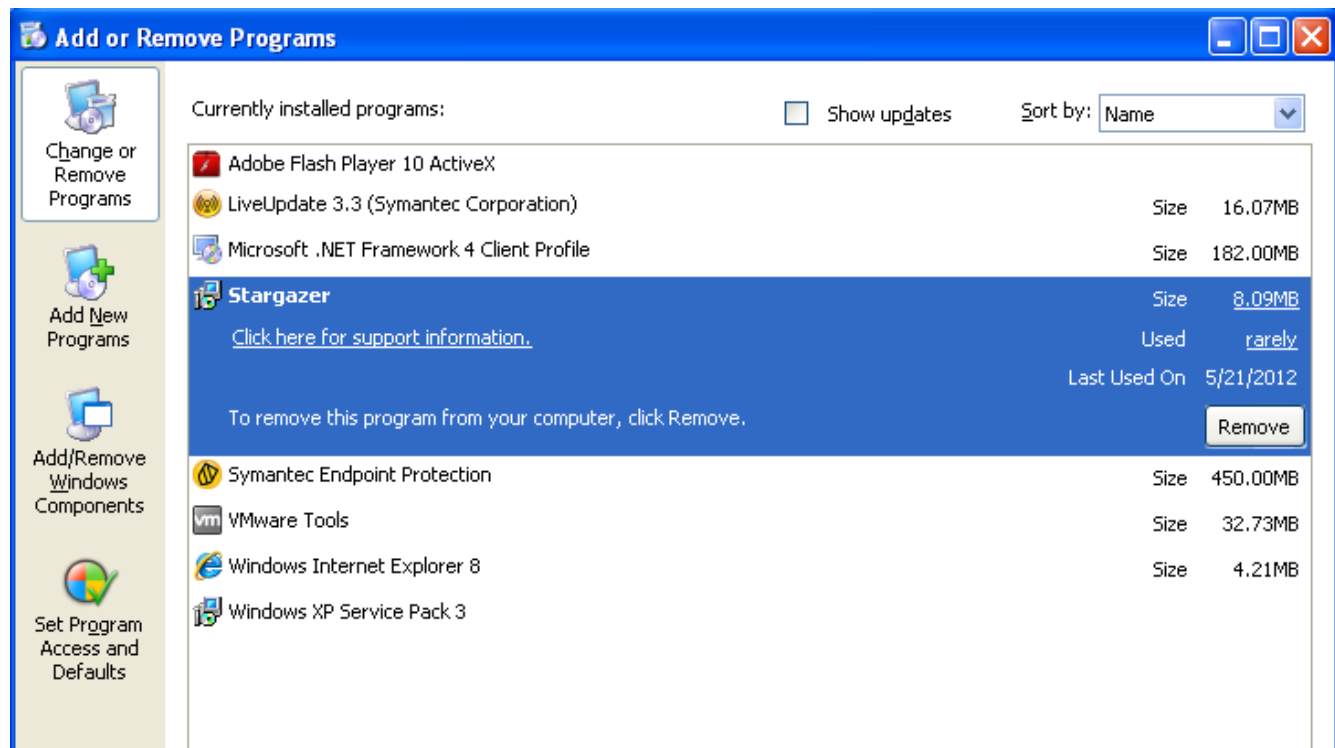 Add or Remove Programs
Change or
Remove
Programs
Add New
Programs
Add/Remove
Windows
Components
Set Program
Access and
Defaults
Currently installed programs:
Show updates
Sort by: Name
Adobe Flash Player 10 ActiveX
LiveUpdate 3.3 (Symantec Corporation) Size 16.07MB
Microsoft .NET Framework 4 Client Profile Size 182.00MB
Stargazer Size 8.09MB
Click here for support information. Used rarely
Last Used On 5/21/2012
To remove this program from your computer, click Remove. Remove
Symantec Endpoint Protection Size 450.00MB
vm VMware Tools Size 32.73MB
Windows Internet Explorer 8 Size 4.21MB
Windows XP Service Pack 3